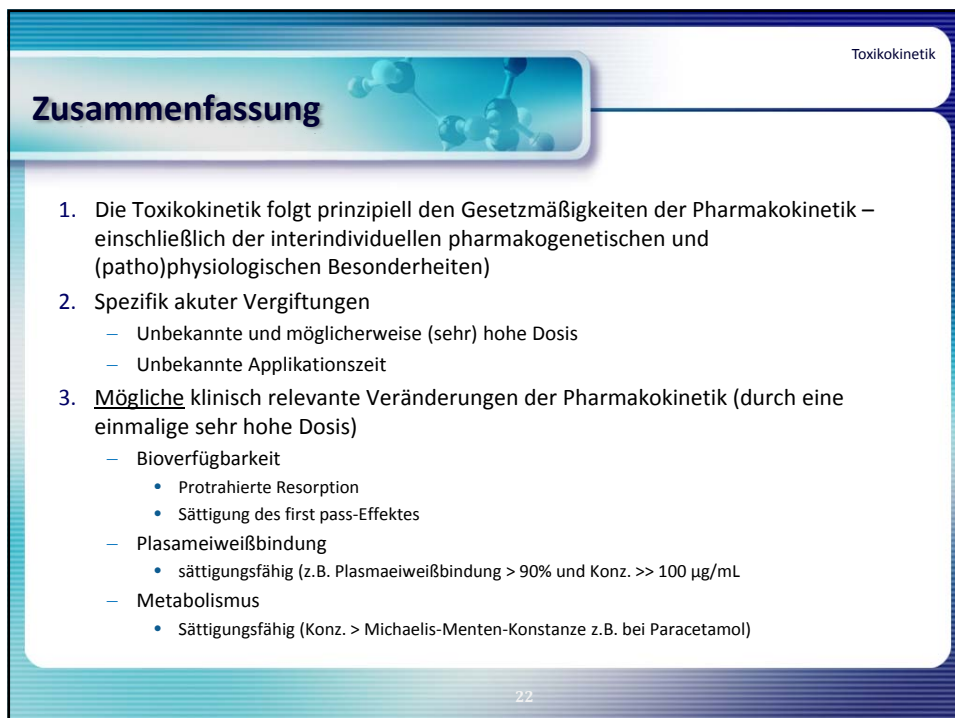 Toxikokinetik
Zusammenfassung
1. Die Toxikokinetik folgt prinzipiell den Gesetzmäßigkeiten der Pharmakokinetik –
einschließlich der interindividuellen pharmakogenetischen und
(patho)physiologischen Besonderheiten)
2. Spezifik akuter Vergiftungen
– Unbekannte und möglicherweise (sehr) hohe Dosis
– Unbekannte Applikationszeit
3. Mögliche klinisch relevante Veränderungen der Pharmakokinetik (durch eine
einmalige sehr hohe Dosis)
– Bioverfügbarkeit
• Protrahierte Resorption
• Sättigung des first pass-Effektes
– Plasameiweißbindung
• sättigungsfähig (z.B. Plasmaeiweißbindung > 90% und Konz. >> 100 µg/mL
– Metabolismus
• Sättigungsfähig (Konz. > Michaelis-Menten-Konstanze z.B. bei Paracetamol)
22